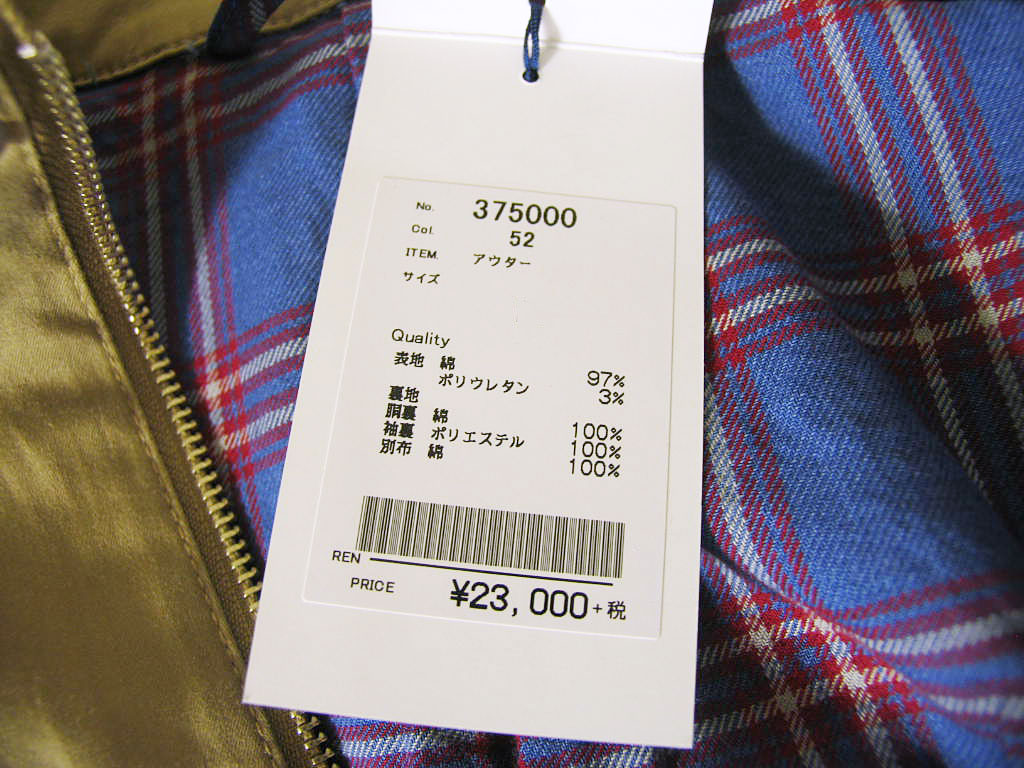 No. 375000
Col. 52
ITEM. アウター
サイズ
Quality
表地 綿 97%
ポリウレタン 3%
裏地
胴裏 綿 100%
袖裏 ポリエステル 100%
別布 綿 100%
REN
PRICE ¥23,000+税